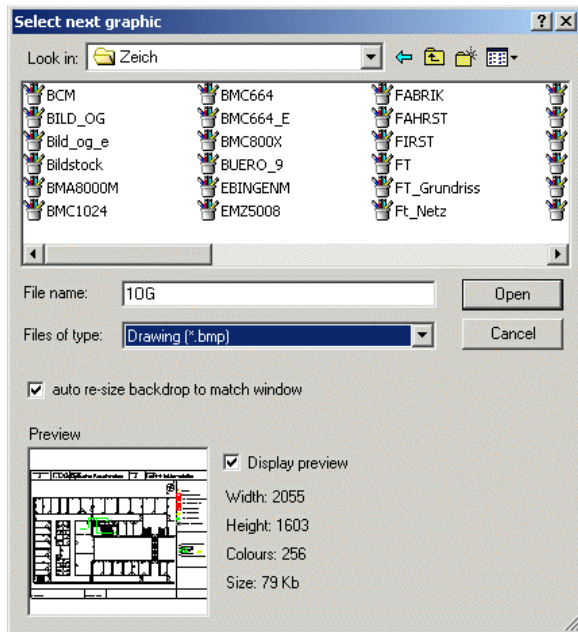 Select next graphic
Look in: Zeich
BCM BMC664 FABRIK
BILD_OG BMC664_E FAHRST
Bild_og_e BMC800X FIRST
Bildstock BUERO_9 FT
BMA8000M EBINGENM FT_Grundriss
BMC1024 EMZ5008 Ft_Netz
File name: 1OG Open
Files of type: Drawing (*.bmp) Cancel
auto re-size backdrop to match window
Preview
Display preview
Width: 2055
Height: 1603
Colours: 256
Size: 79 Kb